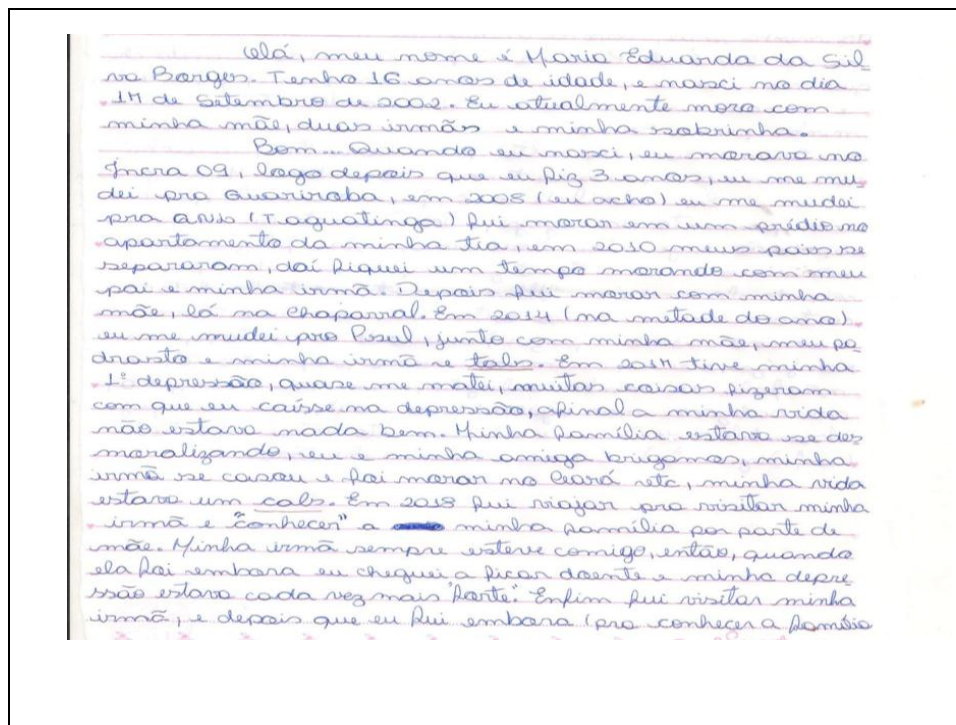 Olá, meu nome é Maria Eduarda da Sil-
va Borges. Tenho 16 anos de idade, e nasci no dia
17 de Setembro de 2002. Eu atualmente moro com
minha mãe, duas irmãs e minha sobrinha.
Bom... Quando eu nasci, eu morava no
Incra 09, logo depois que eu fiz 3 anos, eu me mu-
dei pra Guariroba, em 2008 (eu acho) eu me mudei
pra (Taguatinga) fui morar em um prédio no
apartamento da minha tia, em 2010 meus pais se
separaram, daí fiquei um tempo morando com meu
pai e minha irmã. Depois fui morar com minha
mãe, lá na chaparral. Em 2014 (na metade do ano)
eu me mudei pro Psul, junto com minha mãe, meu pa-
drasto e minha irmã e tals. Em 2017 tive minha
1º depressão, quase me matei, muitas coisas fizeram
com que eu caísse na depressão, afinal a minha vida
não estava nada bem. Minha família estava se des
moralizando, eu e minha amiga brigamos, minha
irmã se casou e foi morar no Ceará etc, minha vida
estava um cals. Em 2018 fui viajar pra visitar minha
irmã e "conhecer" a minha família por parte de
mãe. Minha irmã sempre esteve comigo, então, quando
ela foi embora eu cheguei a ficar doente e minha depre-
ssão estava cada vez mais "forte". Enfim fui visitar minha
irmã, e depois que eu fui embora (pra conhecer a família